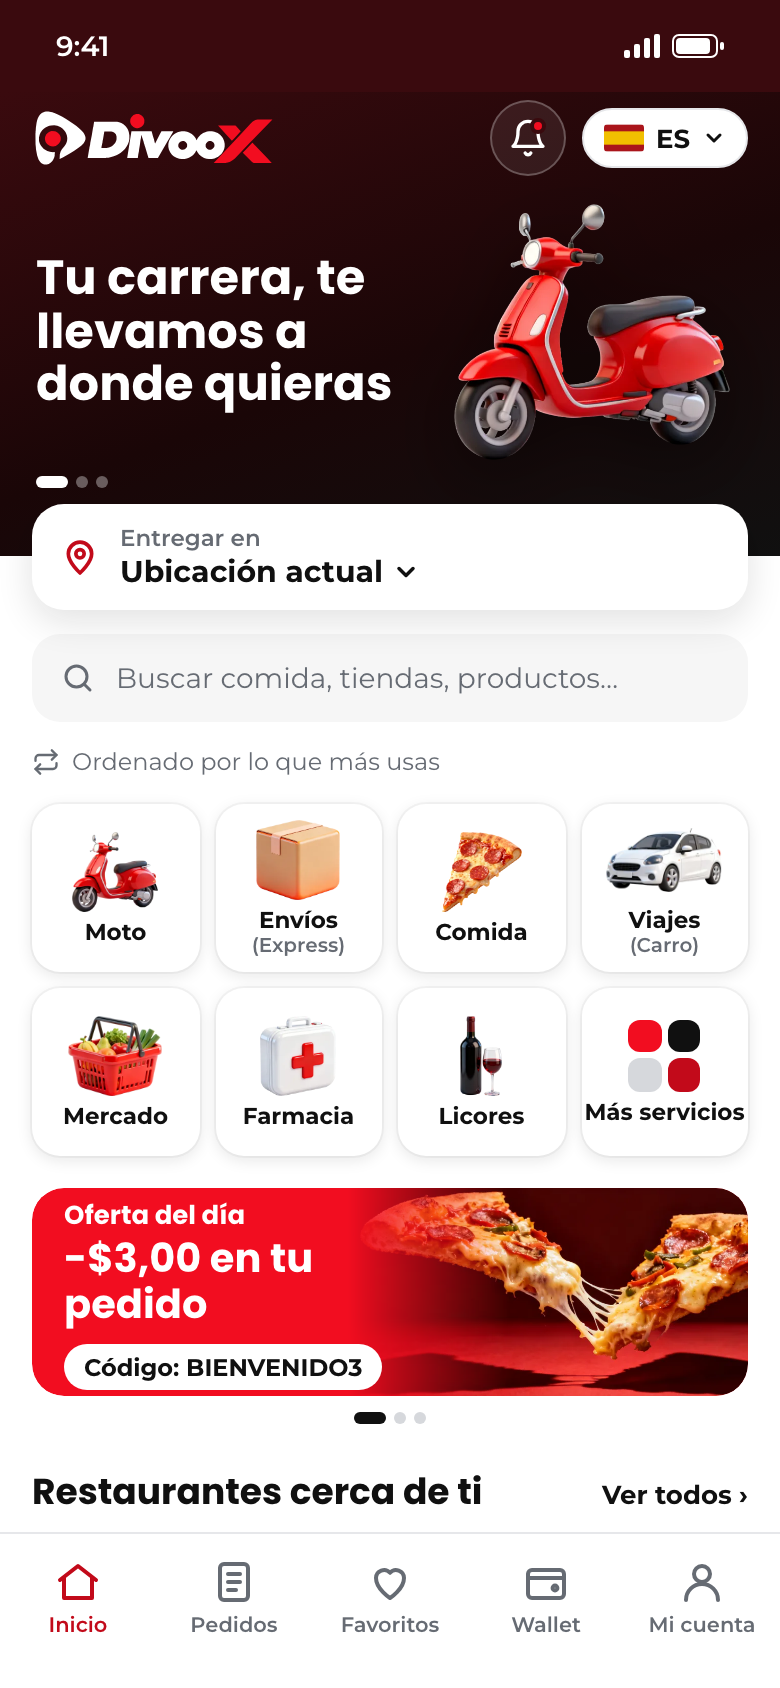 9:41
DivooX
ES
Tu carrera, te
llevamos a
donde quieras
Entregar en
Ubicación actual
Buscar comida, tiendas, productos...
Ordenado por lo que más usas
Moto
Envíos
(Express)
Comida
Viajes
(Carro)
Mercado
Farmacia
Licores
Más servicios
Oferta del día
-$3,00 en tu
pedido
Código: BIENVENIDO3
Restaurantes cerca de ti
Ver todos ›
Inicio
Pedidos
Favoritos
Wallet
Mi cuenta